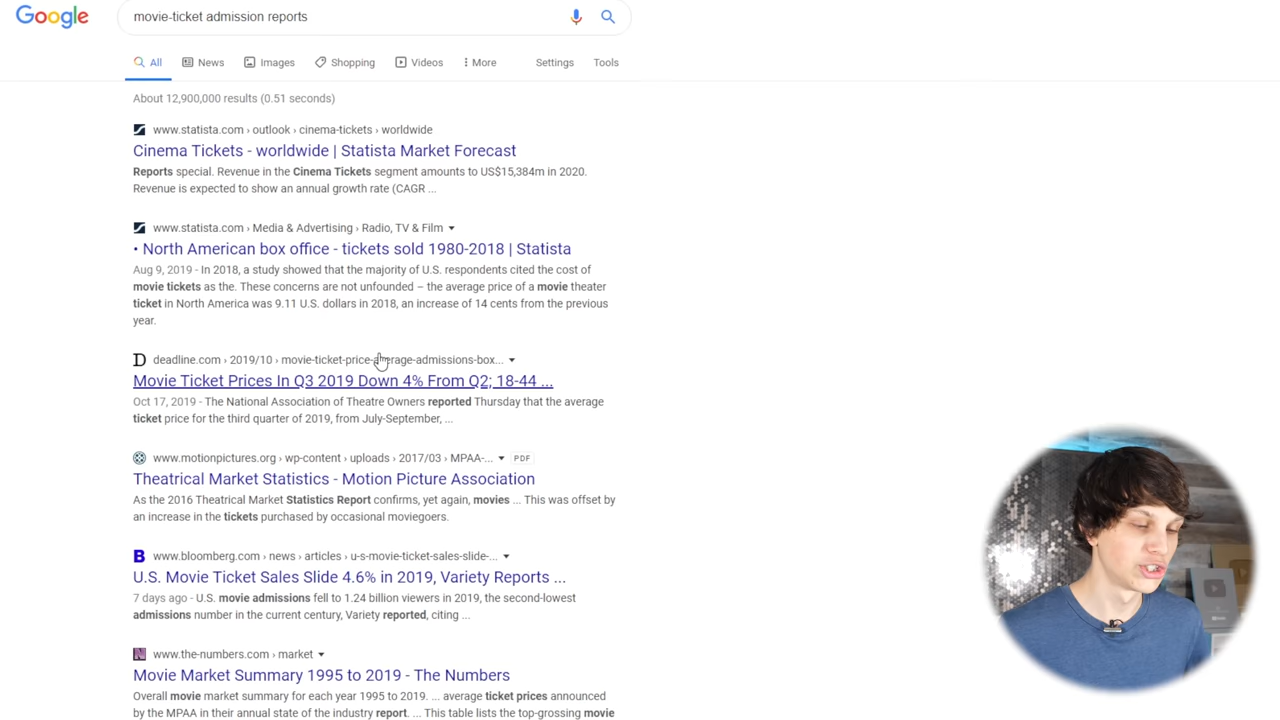 Google
movie-ticket admission reports
All
News
Images
Shopping
Videos
More
Settings
Tools
About 12,900,000 results (0.51 seconds)
www.statista.com › outlook › cinema-tickets › worldwide
Cinema Tickets - worldwide | Statista Market Forecast
Reports special. Revenue in the Cinema Tickets segment amounts to US$15,384m in 2020.
Revenue is expected to show an annual growth rate (CAGR ...
www.statista.com › Media & Advertising › Radio, TV & Film
• North American box office - tickets sold 1980-2018 | Statista
Aug 9, 2019 - In 2018, a study showed that the majority of U.S. respondents cited the cost of
movie tickets as the. These concerns are not unfounded – the average price of a movie theater
ticket in North America was 9.11 U.S. dollars in 2018, an increase of 14 cents from the previous
year.
D deadline.com › 2019/10 › movie-ticket-price-average-admissions-box...
Movie Ticket Prices In Q3 2019 Down 4% From Q2; 18-44 ...
Oct 17, 2019 - The National Association of Theatre Owners reported Thursday that the average
ticket price for the third quarter of 2019, from July-September, ...
www.motionpictures.org › wp-content › uploads › 2017/03 › MPAA-... PDF
Theatrical Market Statistics - Motion Picture Association
As the 2016 Theatrical Market Statistics Report confirms, yet again, movies ... This was offset by
an increase in the tickets purchased by occasional moviegoers.
B www.bloomberg.com › news › articles › u-s-movie-ticket-sales-slide-...
U.S. Movie Ticket Sales Slide 4.6% in 2019, Variety Reports ...
7 days ago - U.S. movie admissions fell to 1.24 billion viewers in 2019, the second-lowest
admissions number in the current century, Variety reported, citing ...
www.the-numbers.com › market
Movie Market Summary 1995 to 2019 - The Numbers
Overall movie market summary for each year 1995 to 2019. ... average ticket prices announced
by the MPAA in their annual state of the industry report. ... This table lists the top-grossing movie